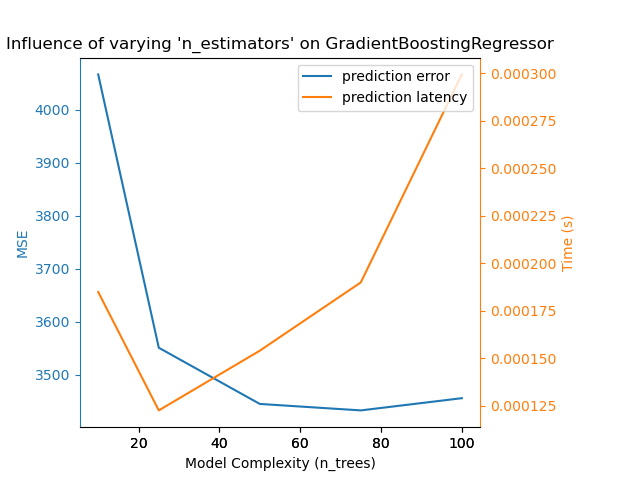 Influence of varying 'n_estimators' on GradientBoostingRegressor
prediction error
prediction latency
4000
3900
3800
3700
3600
3500
MSE
0.000300
0.000275
0.000250
0.000225
0.000200
0.000175
0.000150
0.000125
Time (s)
20 40 60 80 100
Model Complexity (n_trees)